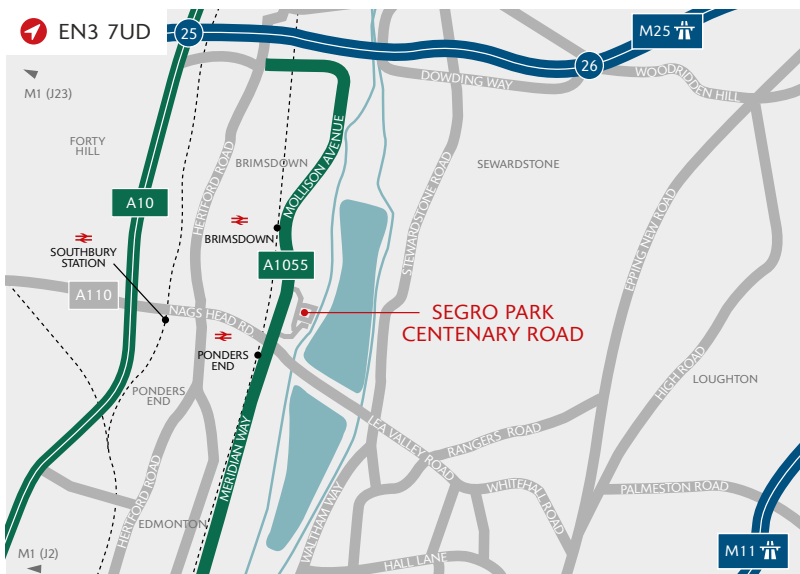 EN3 7UD
25
M25
26
DOWDING WAY
WOODRIDDEN HILL
M1 (J23)
FORTY
HILL
HERTFORD ROAD
BRIMSDOWN
MOLLISON AVENUE
SEWARDSTONE
STEWARDSTONE ROAD
EPPING NEW ROAD
A10
SOUTHBURY
STATION
BRIMSDOWN
A1055
A110
NAGS HEAD RD
SEGRO PARK
CENTENARY ROAD
PONDERS
END
PONDERS
END
HIGH ROAD
LOUGHTON
LEA VALLEY ROAD
RANGERS ROAD
MERIDIAN WAY
HERTFORD ROAD
WALTHAM WAY
WHITEHALL ROAD
PALMESTON ROAD
EDMONTON
HALL LANE
M1 (J2)
M11